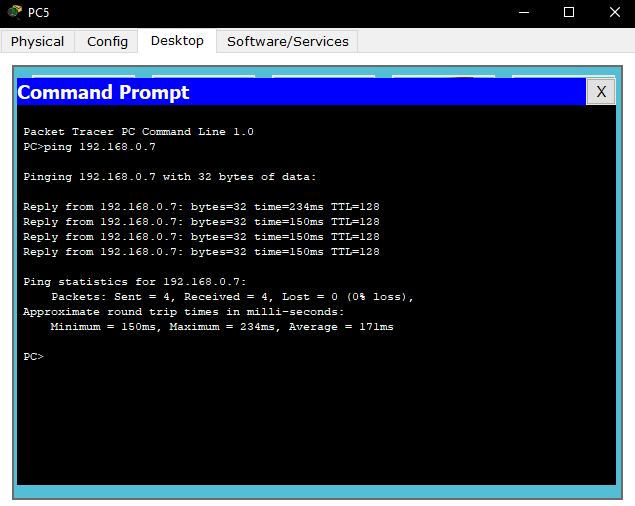 PC5
Physical Config Desktop Software/Services
Command Prompt X
Packet Tracer PC Command Line 1.0
PC>ping 192.168.0.7
Pinging 192.168.0.7 with 32 bytes of data:
Reply from 192.168.0.7: bytes=32 time=234ms TTL=128
Reply from 192.168.0.7: bytes=32 time=150ms TTL=128
Reply from 192.168.0.7: bytes=32 time=150ms TTL=128
Reply from 192.168.0.7: bytes=32 time=150ms TTL=128
Ping statistics for 192.168.0.7:
Packets: Sent = 4, Received = 4, Lost = 0 (0% loss),
Approximate round trip times in milli-seconds:
Minimum = 150ms, Maximum = 234ms, Average = 171ms
PC>